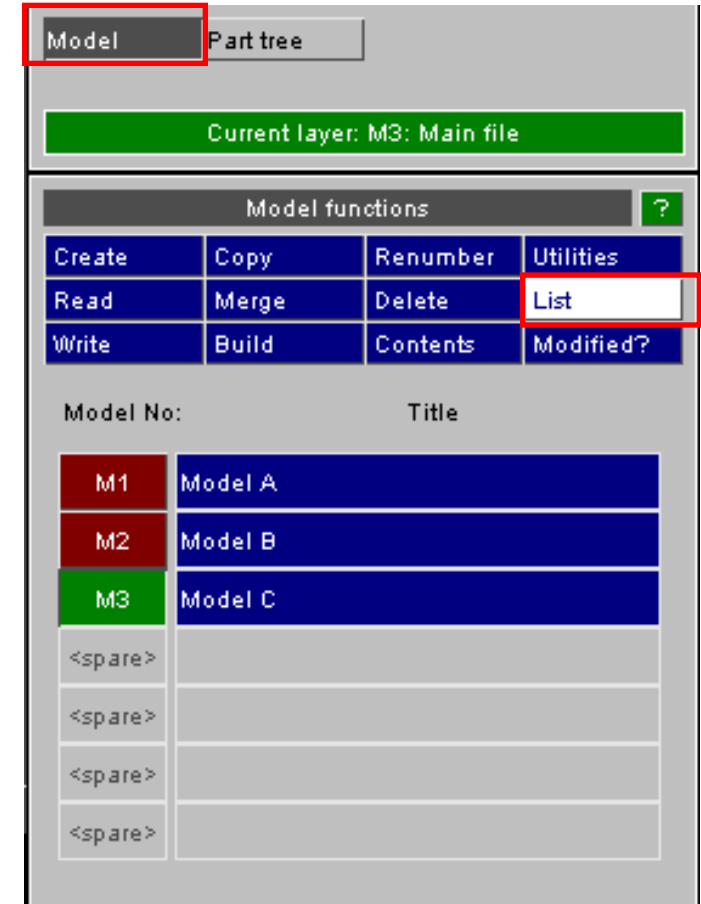 Model Part tree
Current layer: M3: Main file
Model functions ?
Create Copy Renumber Utilities
Read Merge Delete List
Write Build Contents Modified?
Model No: Title
M1 Model A
M2 Model B
M3 Model C
<spare>
<spare>
<spare>
<spare>